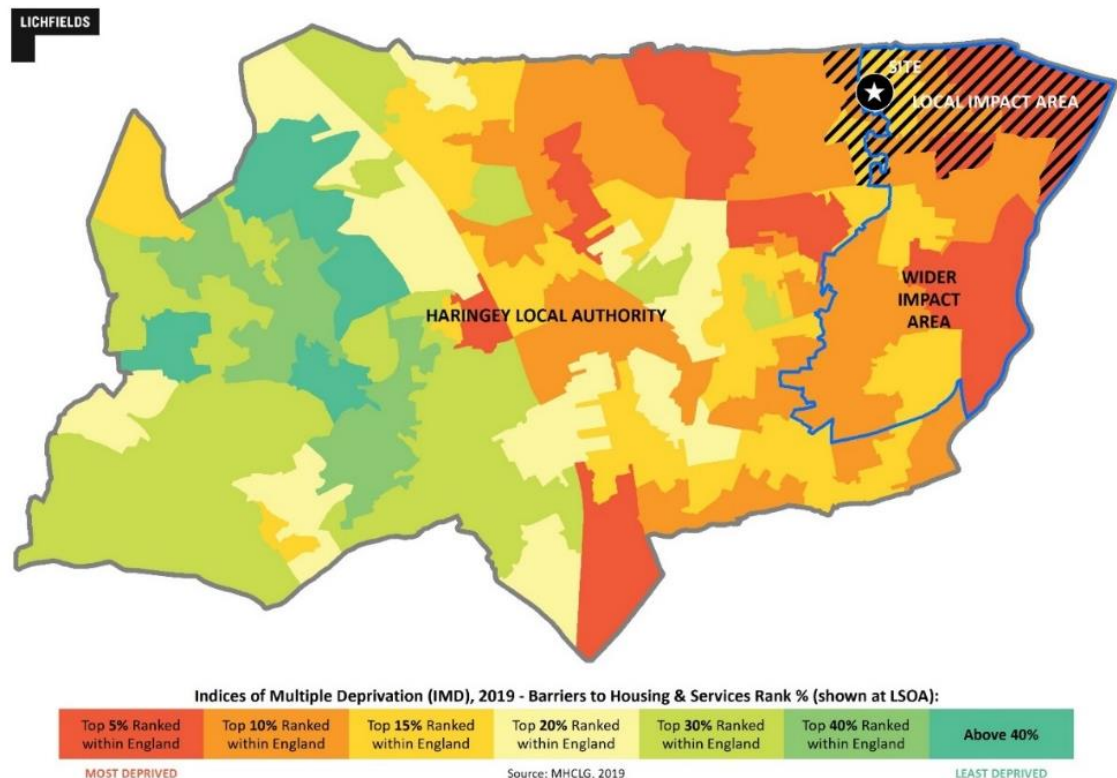 LICHFIELDS
SITE
LOCAL IMPACT AREA
WIDER
IMPACT
AREA
HARINGEY LOCAL AUTHORITY
Indices of Multiple Deprivation (IMD), 2019 - Barriers to Housing & Services Rank % (shown at LSOA):
Top 5% Ranked
within England
Top 10% Ranked
within England
Top 15% Ranked
within England
Top 20% Ranked
within England
Top 30% Ranked
within England
Top 40% Ranked
within England
Above 40%
MOST DEPRIVED
Source: MHCLG, 2019
LEAST DEPRIVED